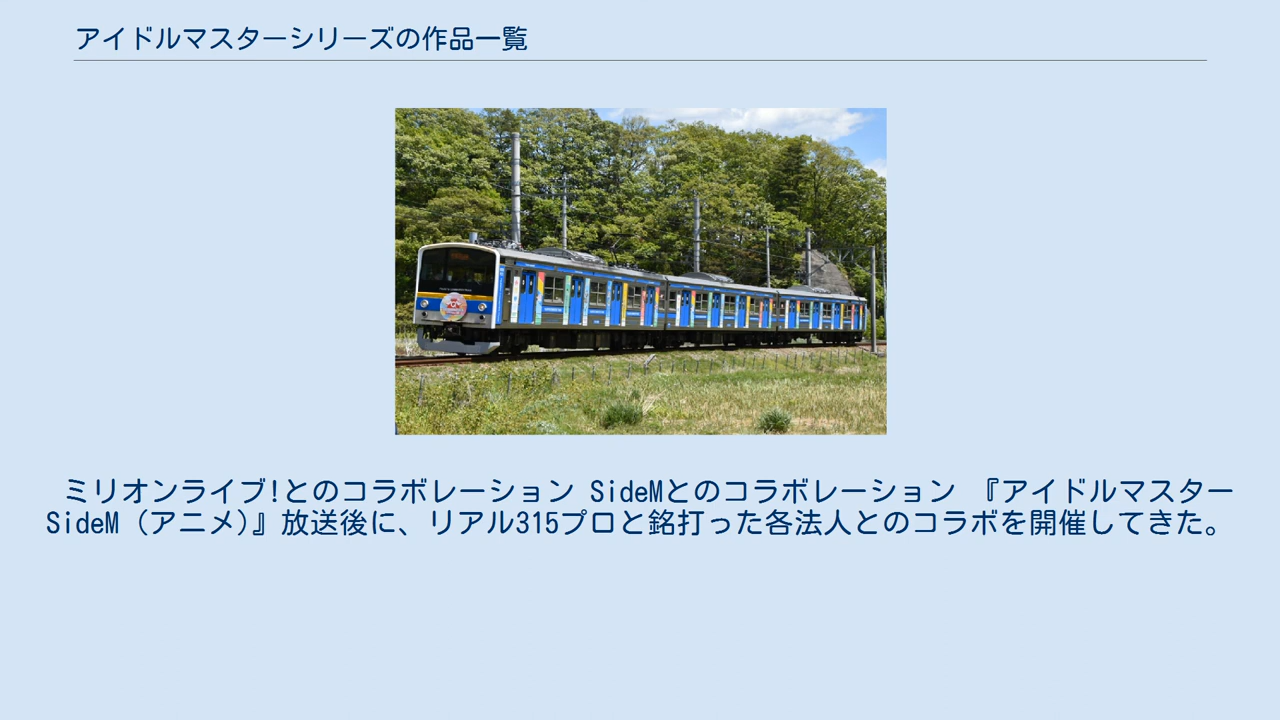 アイドルマスターシリーズの作品一覧
ミリオンライブ!とのコラボレーション SideMとのコラボレーション 『アイドルマスター
SideM (アニメ)』放送後に、リアル315プロと銘打った各法人とのコラボを開催してきた。